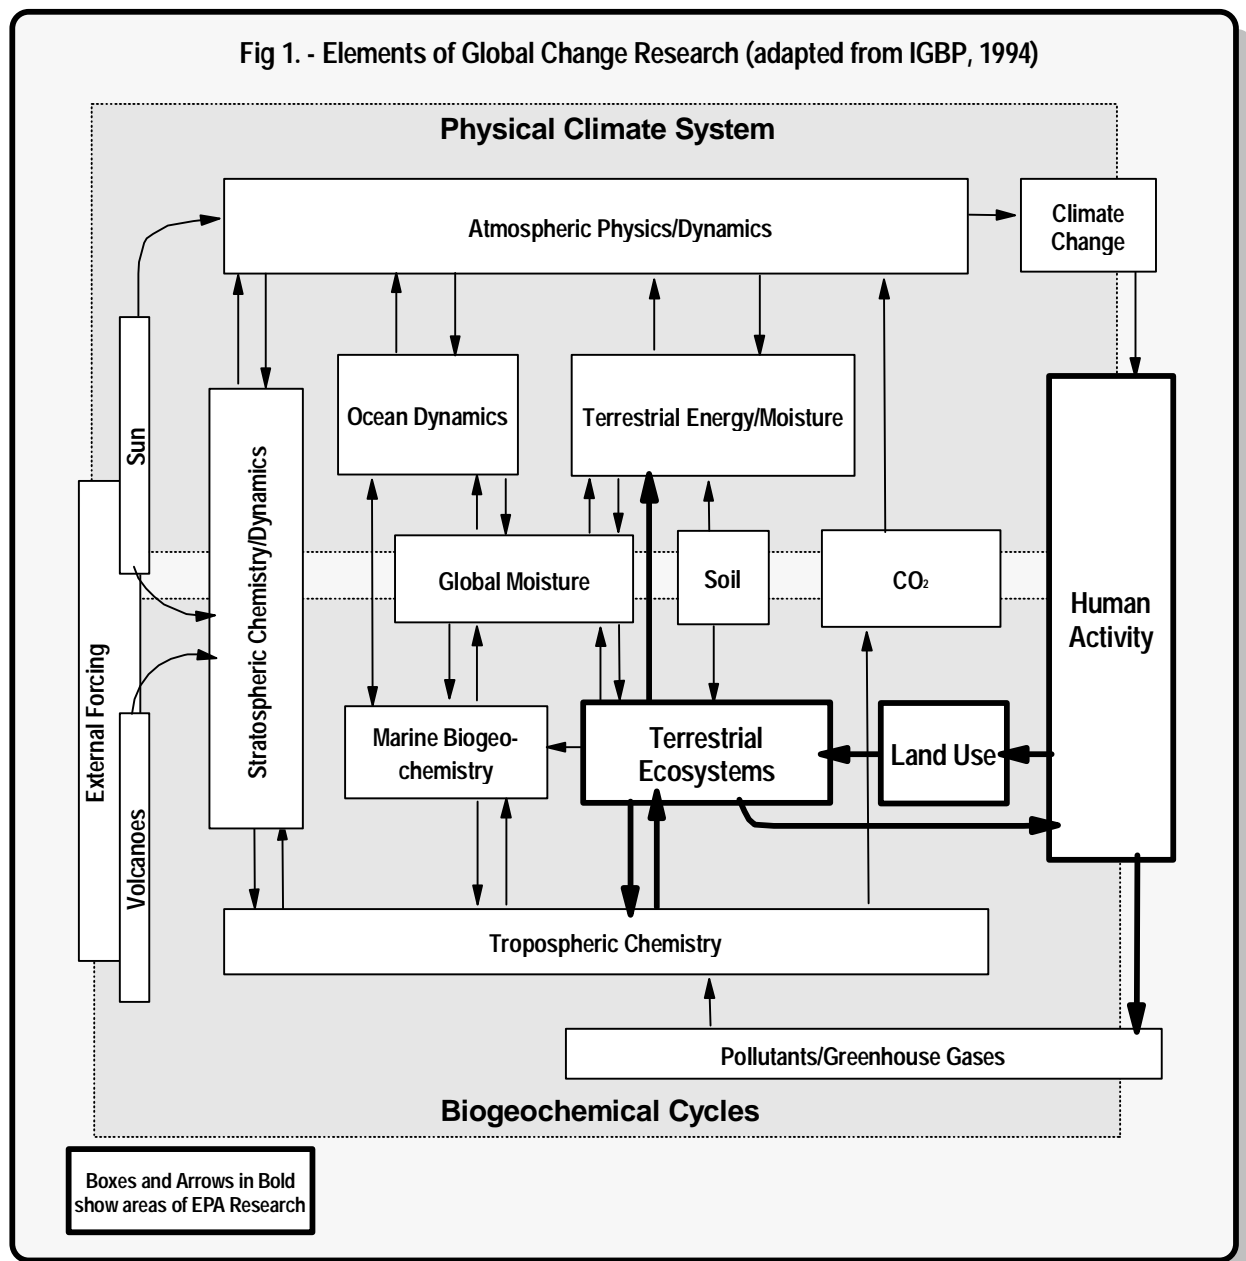 Fig 1. - Elements of Global Change Research (adapted from IGBP, 1994)
Physical Climate System
Atmospheric Physics/Dynamics
Climate
Change
Sun
Ocean Dynamics
Terrestrial Energy/Moisture
Stratospheric Chemistry/Dynamics
Global Moisture
Soil
CO₂
Human
Activity
External Forcing
Volcanoes
Marine Biogeo-
chemistry
Terrestrial
Ecosystems
Land Use
Tropospheric Chemistry
Pollutants/Greenhouse Gases
Biogeochemical Cycles
Boxes and Arrows in Bold
show areas of EPA Research